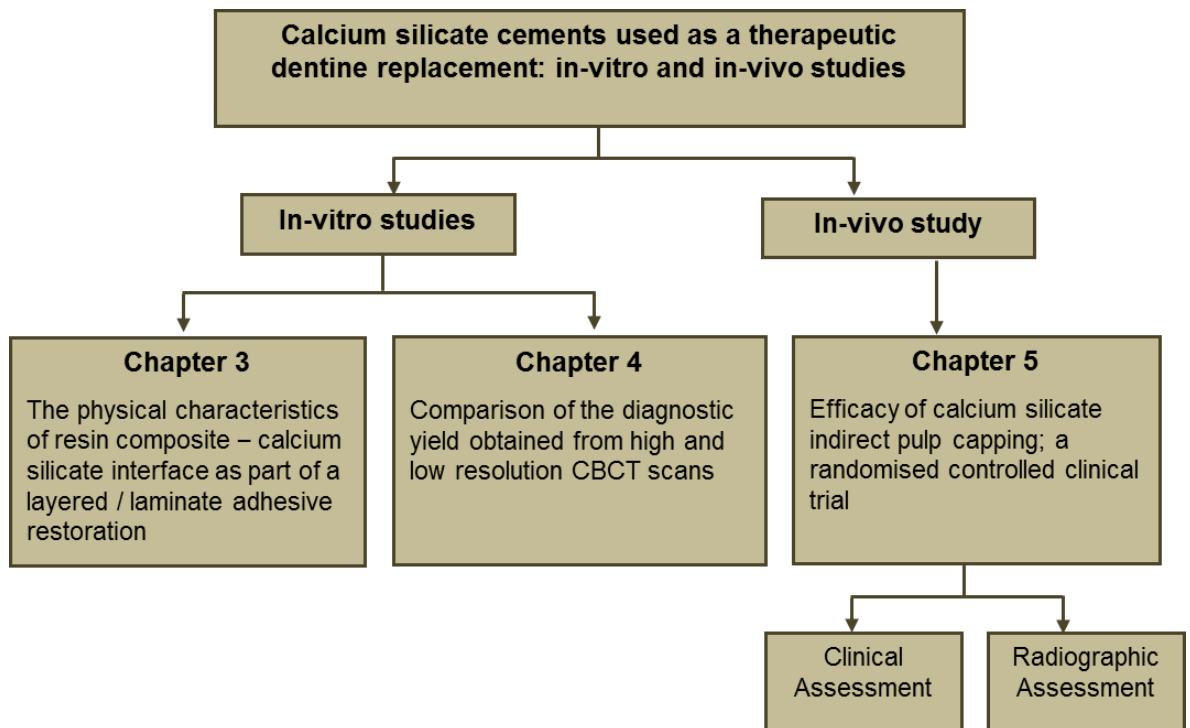 Calcium silicate cements used as a therapeutic
dentine replacement: in-vitro and in-vivo studies
In-vitro studies
In-vivo study
Chapter 3
The physical characteristics
of resin composite – calcium
silicate interface as part of a
layered / laminate adhesive
restoration
Chapter 4
Comparison of the diagnostic
yield obtained from high and
low resolution CBCT scans
Chapter 5
Efficacy of calcium silicate
indirect pulp capping; a
randomised controlled clinical
trial
Clinical
Assessment
Radiographic
Assessment